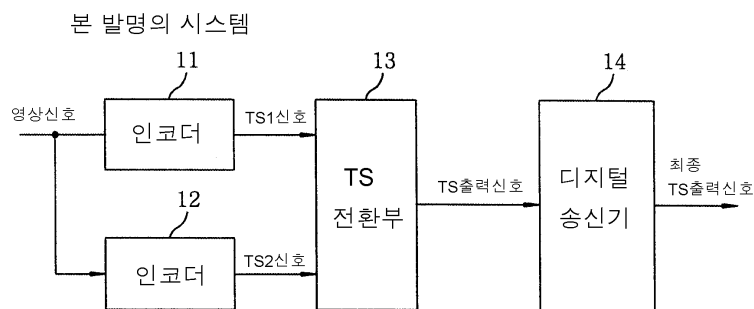 본 발명의 시스템
11
13
14
영상신호
인코더
TS1신호
TS
전환부
TS출력신호
디지털
송신기
최종
TS출력신호
12
인코더
TS2신호